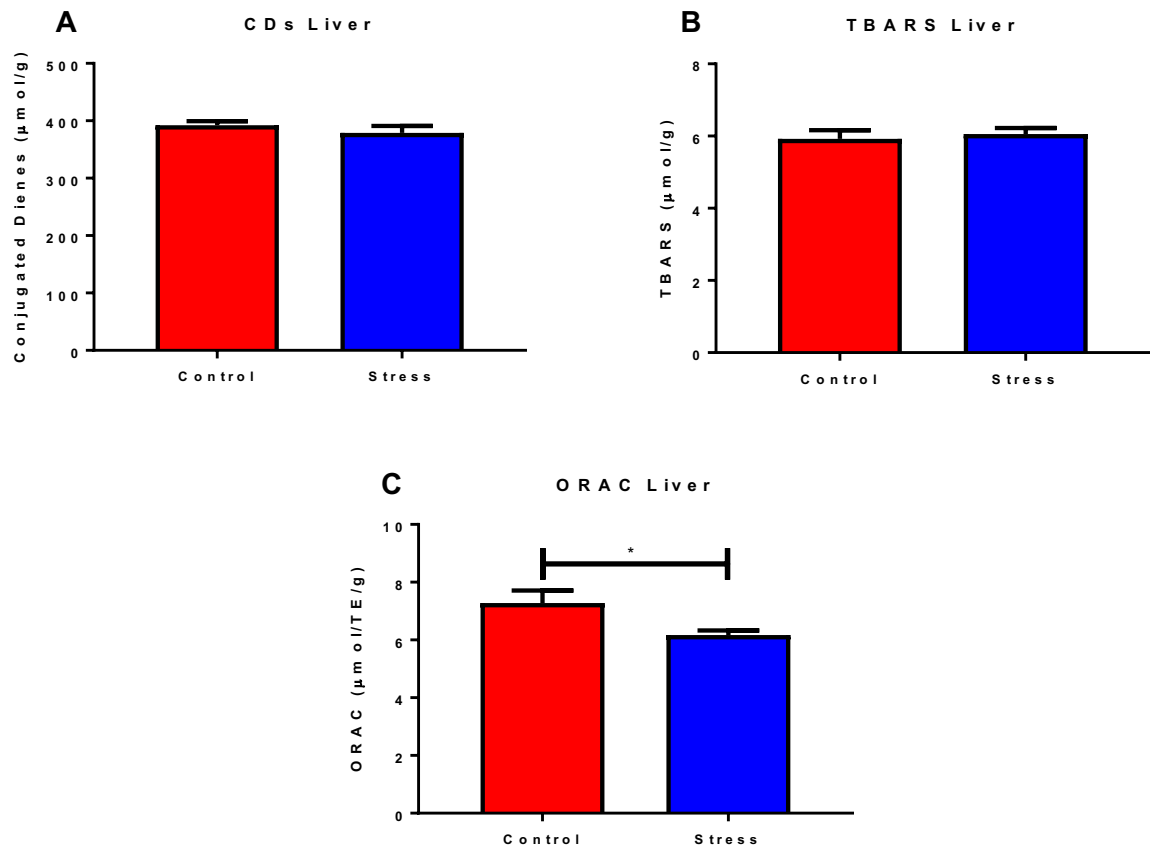 A
CDs Liver
Conjugated Dienes (μmol/g)
500
400
300
200
100
0
Control
Stress
B
TBARS Liver
TBARS (μmol/g)
8
6
4
2
0
Control
Stress
C
ORAC Liver
ORAC (μmol/TE/g)
10
8
6
4
2
0
*
Control
Stress